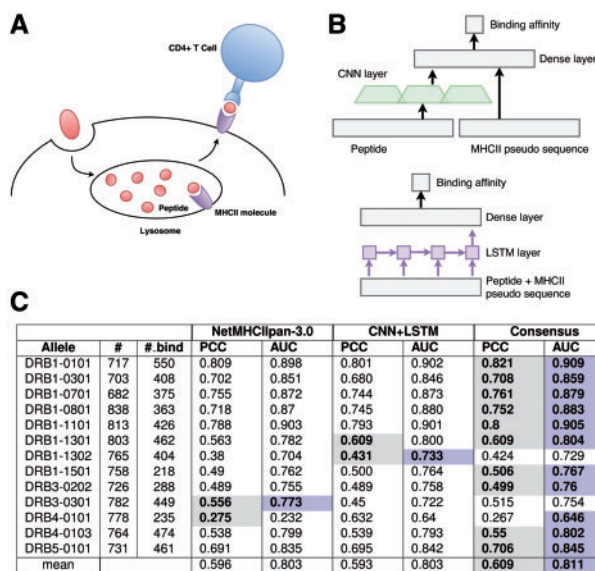 A
CD4+ T Cell
Peptide
MHCII molecule
Lysosome
B
Binding affinity
Dense layer
CNN layer
Peptide
MHCII pseudo sequence
Binding affinity
Dense layer
LSTM layer
Peptide + MHCII
pseudo sequence
C
NetMHCIIpan-3.0 CNN+LSTM Consensus
Allele # #.bind PCC AUC PCC AUC PCC AUC
DRB1-0101 717 550 0.809 0.898 0.801 0.902 0.821 0.909
DRB1-0301 703 408 0.702 0.851 0.680 0.846 0.708 0.859
DRB1-0701 682 375 0.755 0.872 0.744 0.873 0.761 0.879
DRB1-0801 838 363 0.718 0.87 0.745 0.880 0.752 0.883
DRB1-1101 813 426 0.788 0.903 0.793 0.901 0.8 0.905
DRB1-1301 803 462 0.563 0.782 0.609 0.800 0.609 0.804
DRB1-1302 765 404 0.38 0.704 0.431 0.733 0.424 0.729
DRB1-1501 758 218 0.49 0.762 0.500 0.764 0.506 0.767
DRB3-0202 726 288 0.489 0.755 0.489 0.758 0.499 0.76
DRB3-0301 782 449 0.556 0.773 0.45 0.722 0.515 0.754
DRB4-0101 778 235 0.275 0.232 0.632 0.64 0.267 0.646
DRB4-0103 764 474 0.538 0.799 0.539 0.793 0.55 0.802
DRB5-0101 731 461 0.691 0.835 0.695 0.842 0.706 0.845
mean 0.596 0.803 0.593 0.803 0.609 0.811